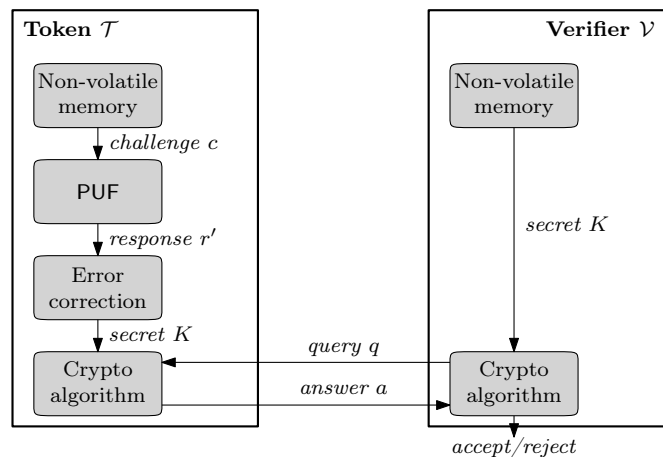 Token 𝒯
Non-volatile
memory
challenge c
PUF
response r′
Error
correction
secret K
Crypto
algorithm
query q
answer a
Verifier 𝒱
Non-volatile
memory
secret K
Crypto
algorithm
accept/reject